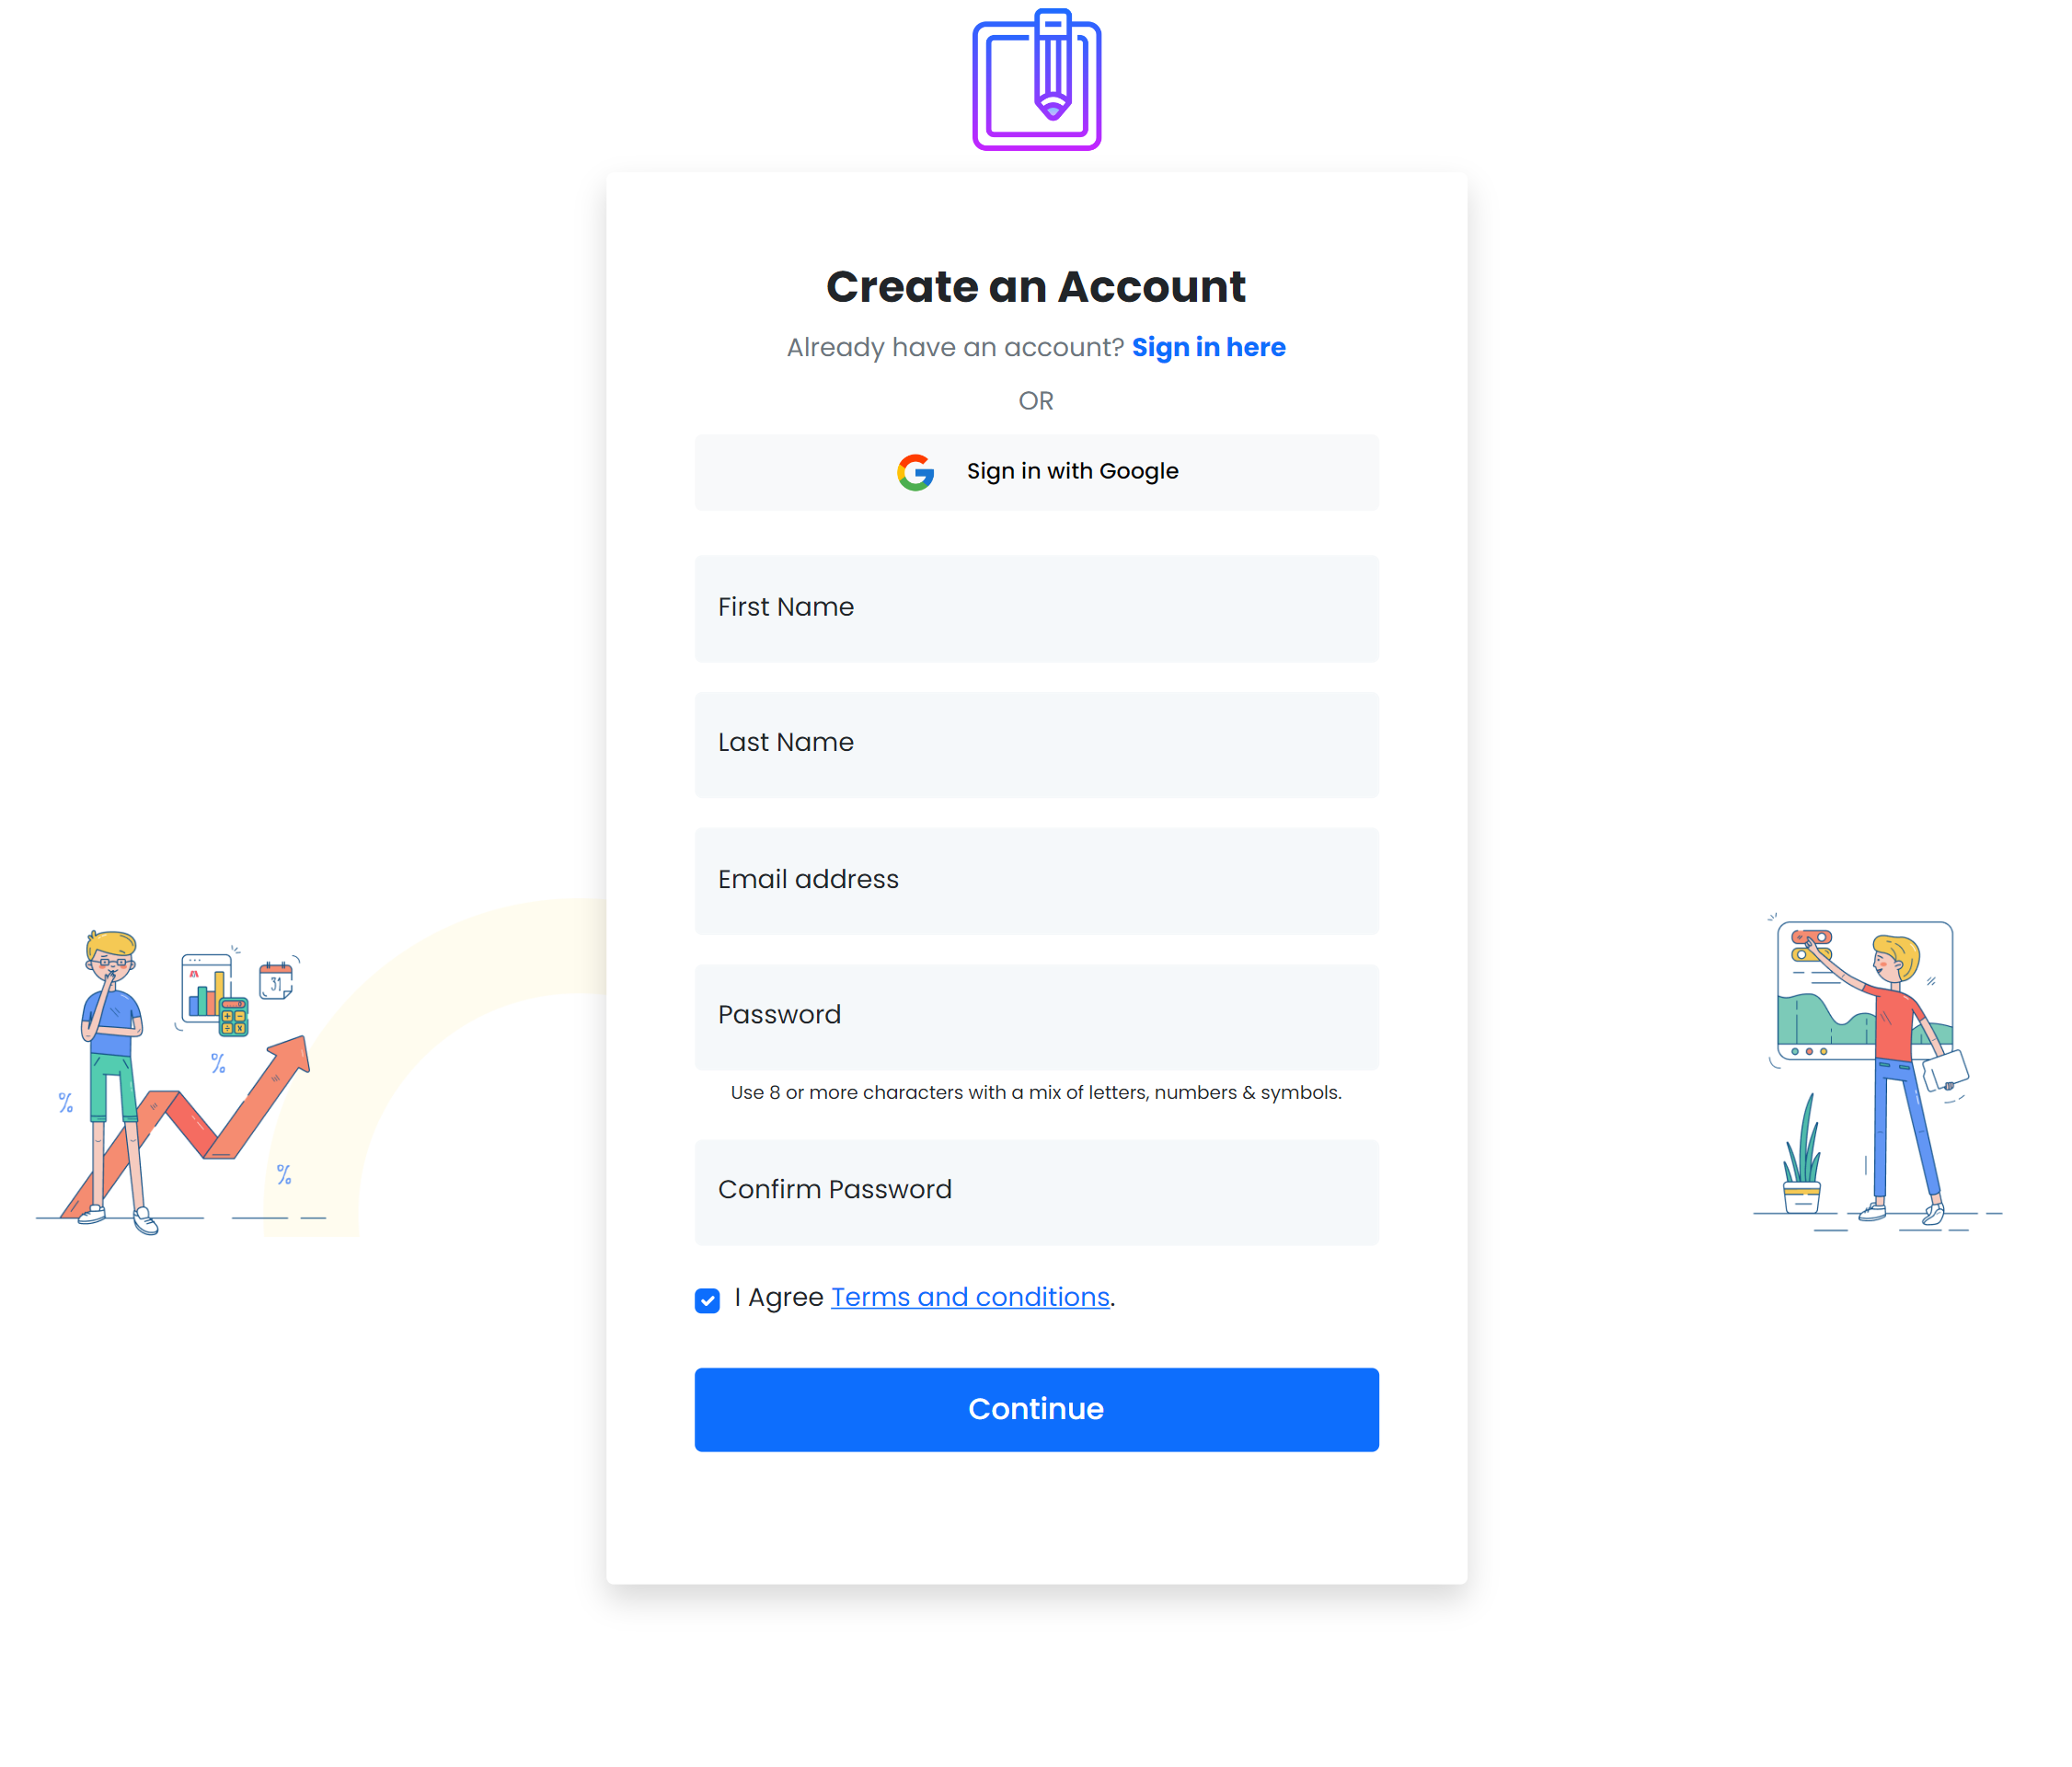 Create an Account
Already have an account? Sign in here
OR
Sign in with Google
First Name
Last Name
Email address
31
%
Password
%
Use 8 or more characters with a mix of letters, numbers & symbols.
%
Confirm Password
I Agree Terms and conditions.
Continue